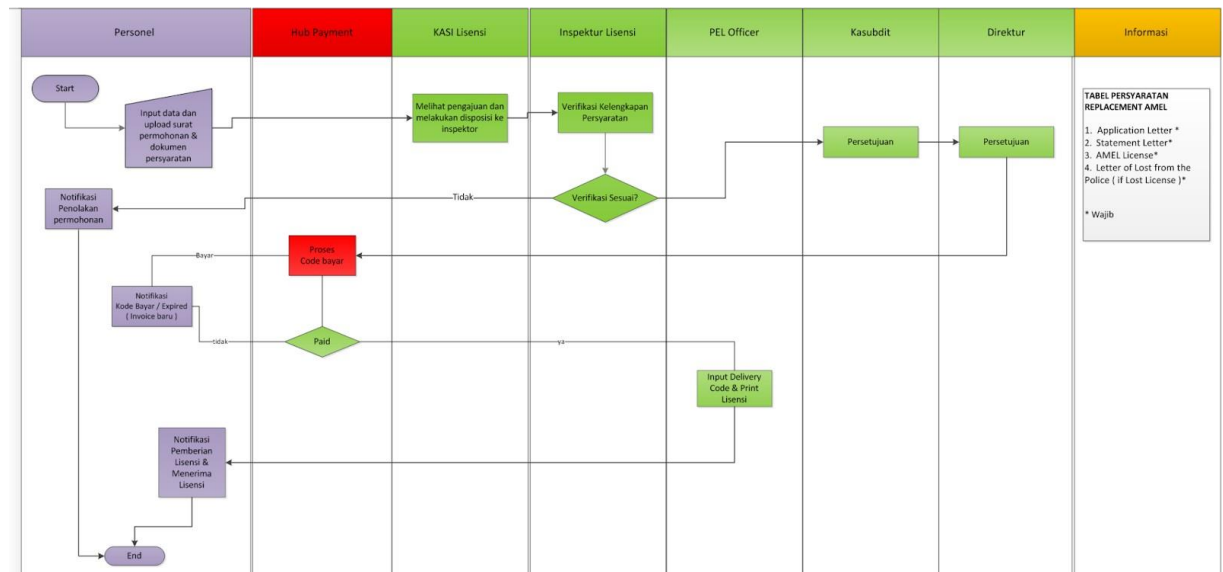 Personel
Hub Payment
KASI Lisensi
Inspektur Lisensi
PEL Officer
Kasubdit
Direktur
Informasi
Start
Input data dan
upload surat
permohonan &
dokumen
persyaratan
Melihat pengajuan dan
melakukan disposisi ke
inspektor
Verifikasi Kelengkapan
Persyaratan
Persetujuan
Persetujuan
TABEL PERSYARATAN
REPLACEMENT AMEL
1. Application Letter *
2. Statement Letter*
3. AMEL License*
4. Letter of Lost from the
Police ( if Lost License )*
* Wajib
Notifikasi
Penolakan
permohonan
Tidak
Verifikasi Sesuai?
Bayar
Proses
Code bayar
Notifikasi
Kode Bayar / Expired
( Invoice baru )
tidak
Paid
ya
Input Delivery
Code & Print
Lisensi
Notifikasi
Pemberian
Lisensi &
Menerima
Lisensi
End